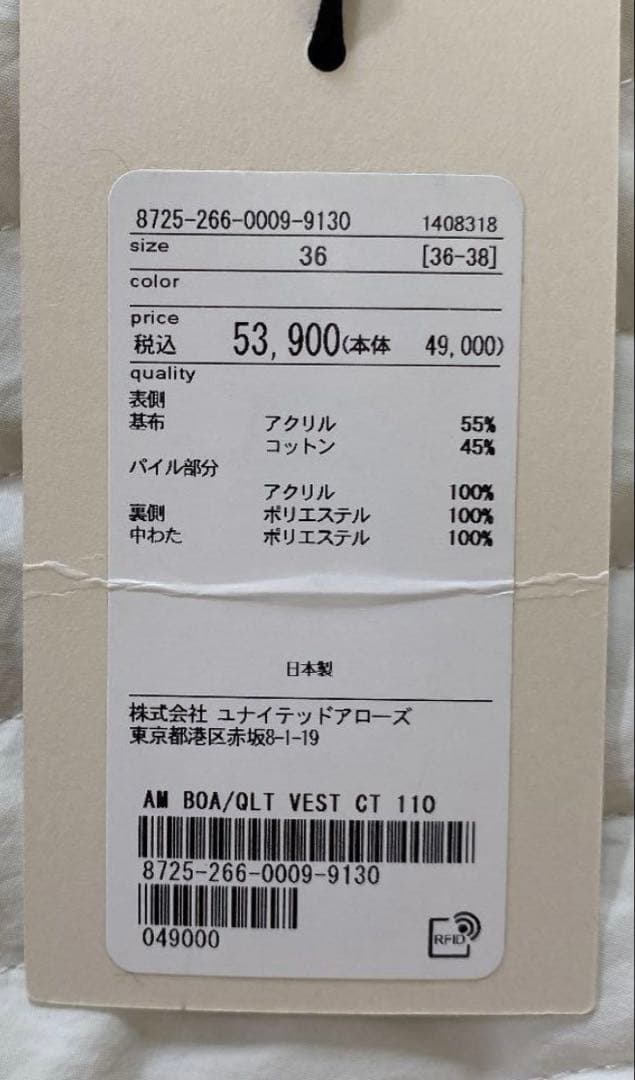 8725-266-0009-9130 1408318
size 36 [36-38]
color
price
税込 53,900(本体 49,000)
quality
表側
基布 アクリル 55%
コットン 45%
パイル部分
アクリル 100%
裏側 ポリエステル 100%
中わた ポリエステル 100%
日本製
株式会社 ユナイテッドアローズ
東京都港区赤坂8-1-19
AM BOA/QLT VEST CT 110
8725-266-0009-9130
049000
RFID